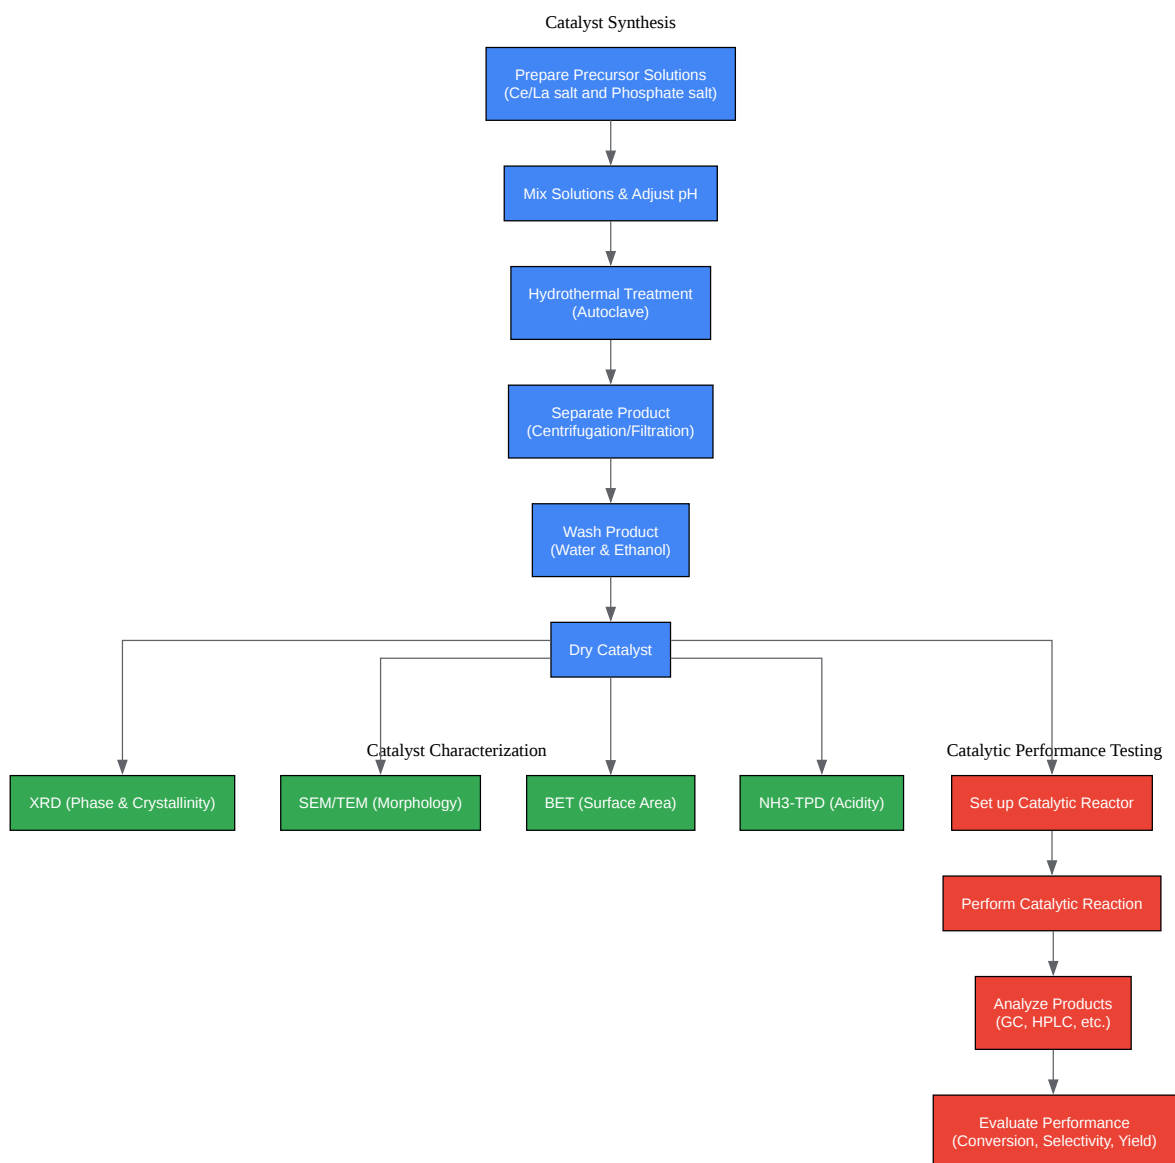 Catalyst Synthesis
Prepare Precursor Solutions
(Ce/La salt and Phosphate salt)
Mix Solutions & Adjust pH
Hydrothermal Treatment
(Autoclave)
Separate Product
(Centrifugation/Filtration)
Wash Product
(Water & Ethanol)
Dry Catalyst
Catalyst Characterization
Catalytic Performance Testing
XRD (Phase & Crystallinity)
SEM/TEM (Morphology)
BET (Surface Area)
NH3-TPD (Acidity)
Set up Catalytic Reactor
Perform Catalytic Reaction
Analyze Products
(GC, HPLC, etc.)
Evaluate Performance
(Conversion, Selectivity, Yield)